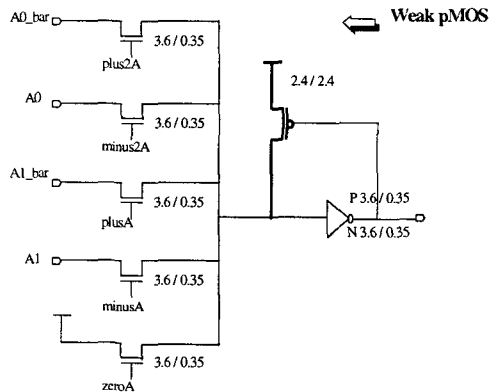 A0_bar
3.6 / 0.35
plus2A
Weak pMOS
2.4 / 2.4
A0
3.6 / 0.35
minus2A
A1_bar
3.6 / 0.35
plusA
P 3.6 / 0.35
N 3.6 / 0.35
A1
3.6 / 0.35
minusA
3.6 / 0.35
zeroA